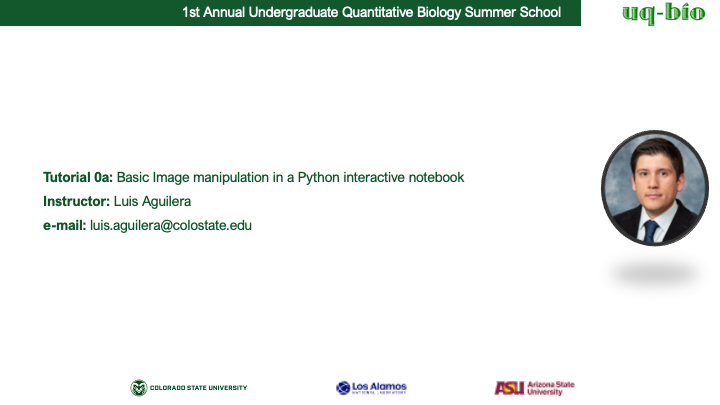 1st Annual Undergraduate Quantitative Biology Summer School
uq-bio
Tutorial 0a: Basic Image manipulation in a Python interactive notebook
Instructor: Luis Aguilera
e-mail: luis.aguilera@colostate.edu
COLORADO STATE UNIVERSITY
Los Alamos
NATIONAL LABORATORY
ASU Arizona State
University